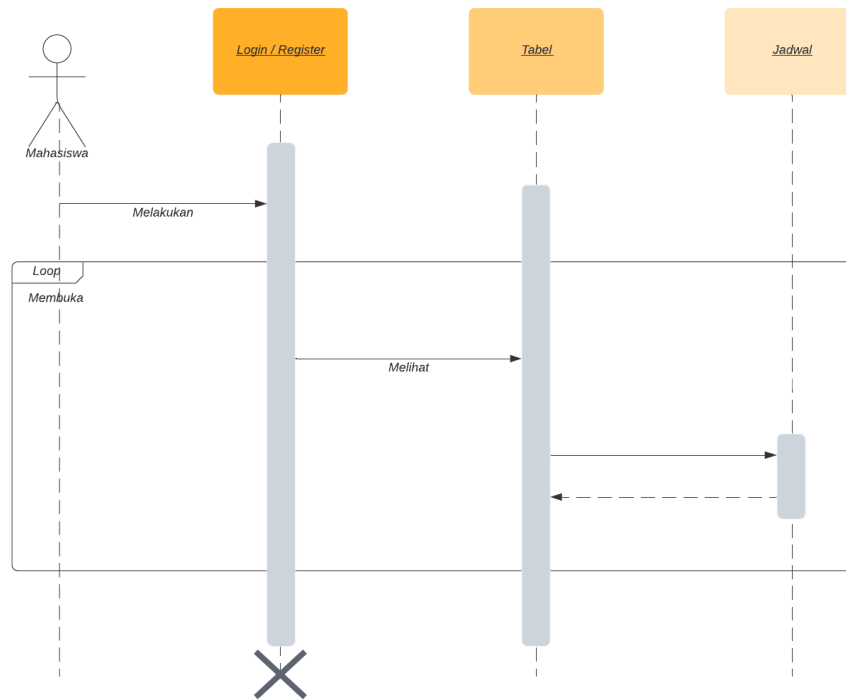 Login / Register
Tabel
Jadwal
Mahasiswa
Melakukan
Loop
Membuka
Melihat